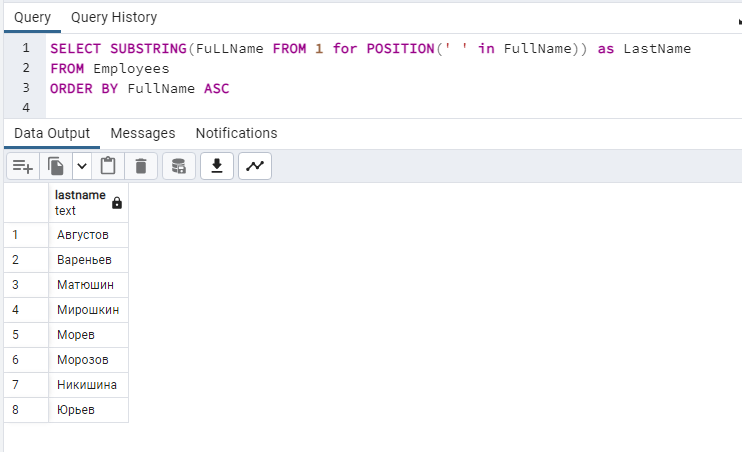 Query Query History
1 SELECT SUBSTRING(FuLLName FROM 1 for POSITION(' ' in FullName)) as LastName
2 FROM Employees
3 ORDER BY FullName ASC
4
Data Output Messages Notifications
lastname
text
1 Августов
2 Вареньев
3 Матюшин
4 Мирошкин
5 Морев
6 Морозов
7 Никишина
8 Юрьев